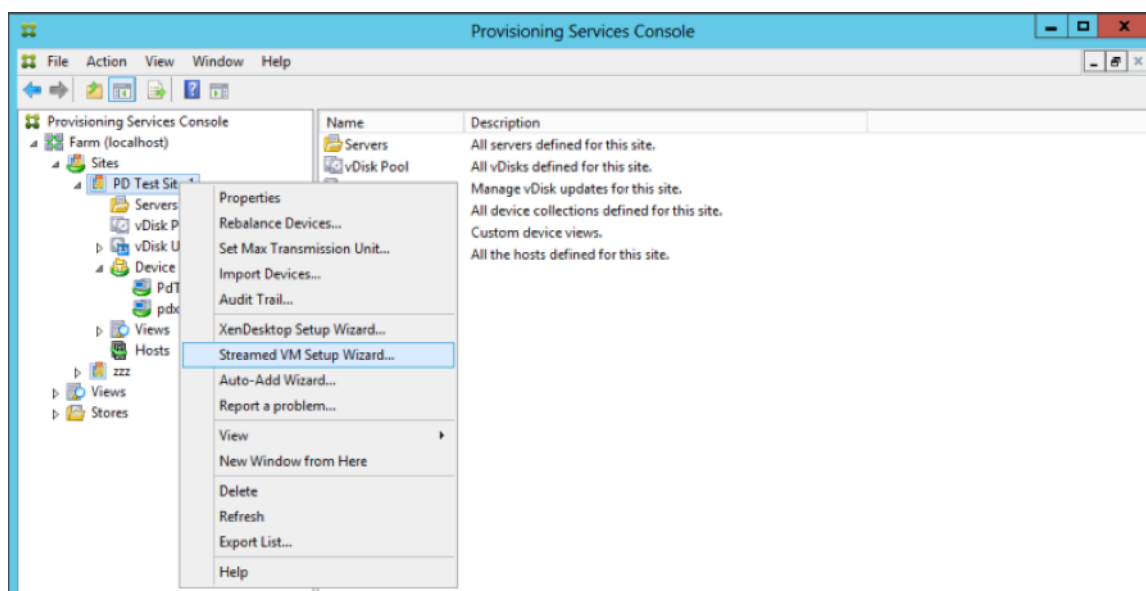 Provisioning Services Console
File Action View Window Help
Provisioning Services Console
Farm (localhost)
Sites
PD Test Sit
Servers
vDisk P
vDisk U
Device
PdT
pdx
Views
Hosts
zzz
Views
Stores
Name Description
Servers All servers defined for this site.
vDisk Pool All vDisks defined for this site.
Manage vDisk updates for this site.
All device collections defined for this site.
Custom device views.
All the hosts defined for this site.
Properties
Rebalance Devices...
Set Max Transmission Unit...
Import Devices...
Audit Trail...
XenDesktop Setup Wizard...
Streamed VM Setup Wizard...
Auto-Add Wizard...
Report a problem...
View
New Window from Here
Delete
Refresh
Export List...
Help